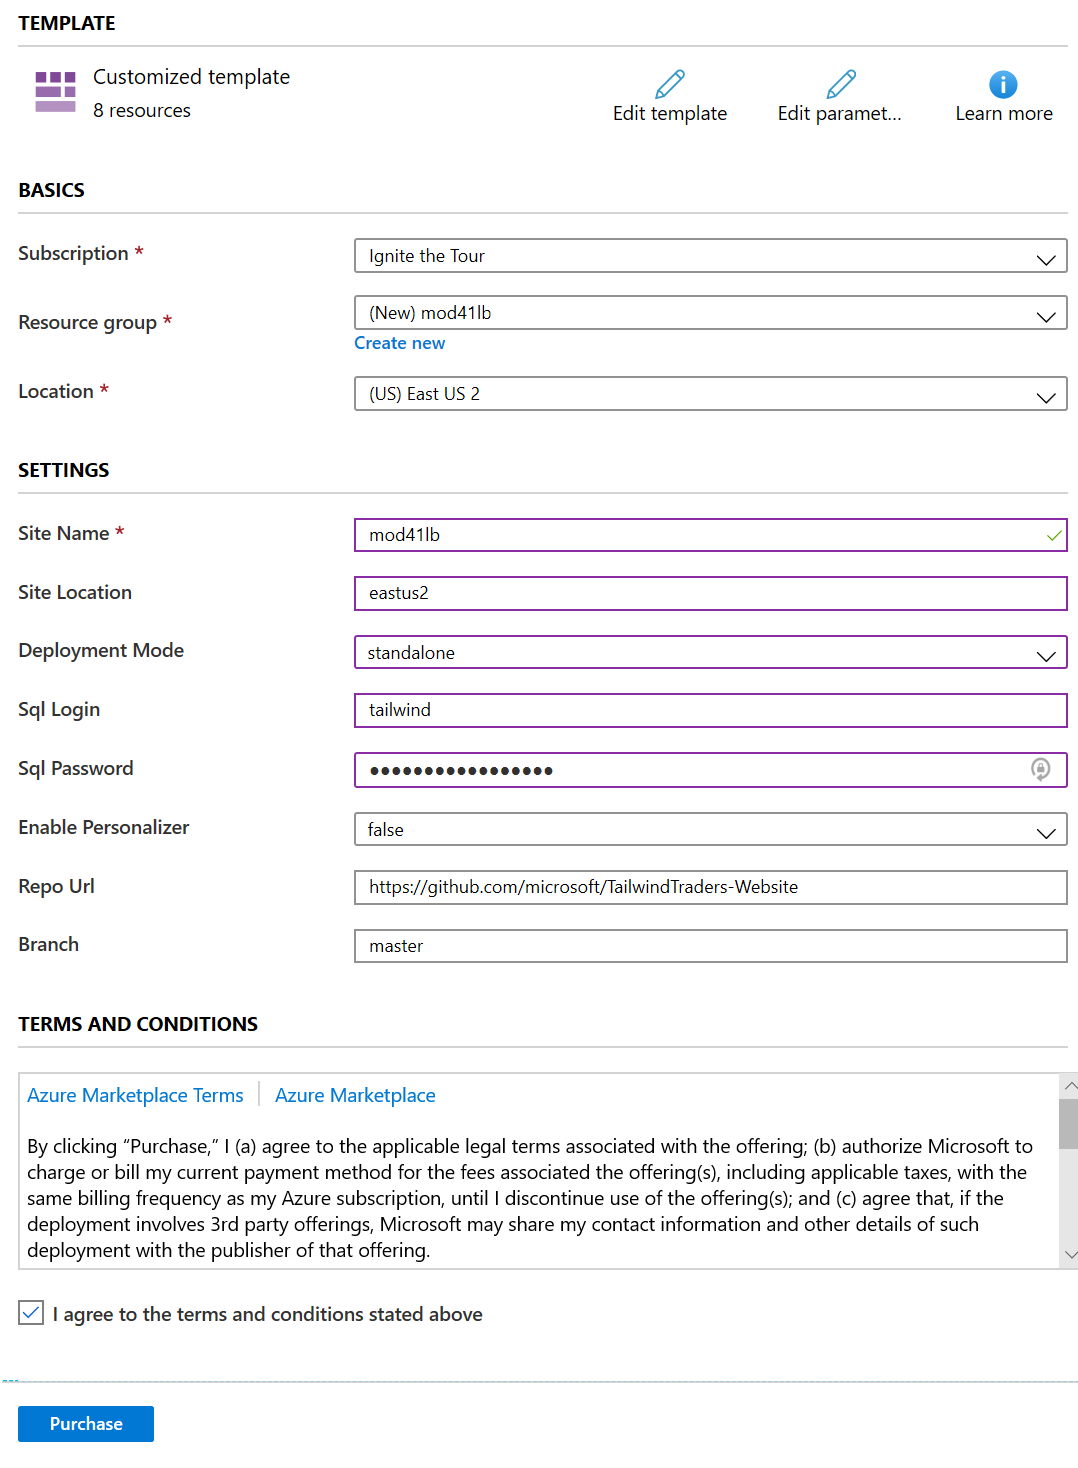 TEMPLATE
Customized template
8 resources
Edit template
Edit paramet...
Learn more
BASICS
Subscription *
Ignite the Tour
Resource group *
(New) mod41lb
Create new
Location *
(US) East US 2
SETTINGS
Site Name *
mod41lb
Site Location
eastus2
Deployment Mode
standalone
Sql Login
tailwind
Sql Password
•••••••••••••••••
Enable Personalizer
false
Repo Url
https://github.com/microsoft/TailwindTraders-Website
Branch
master
TERMS AND CONDITIONS
Azure Marketplace Terms | Azure Marketplace
By clicking “Purchase,” I (a) agree to the applicable legal terms associated with the offering; (b) authorize Microsoft to
charge or bill my current payment method for the fees associated the offering(s), including applicable taxes, with the
same billing frequency as my Azure subscription, until I discontinue use of the offering(s); and (c) agree that, if the
deployment involves 3rd party offerings, Microsoft may share my contact information and other details of such
deployment with the publisher of that offering.
I agree to the terms and conditions stated above
Purchase